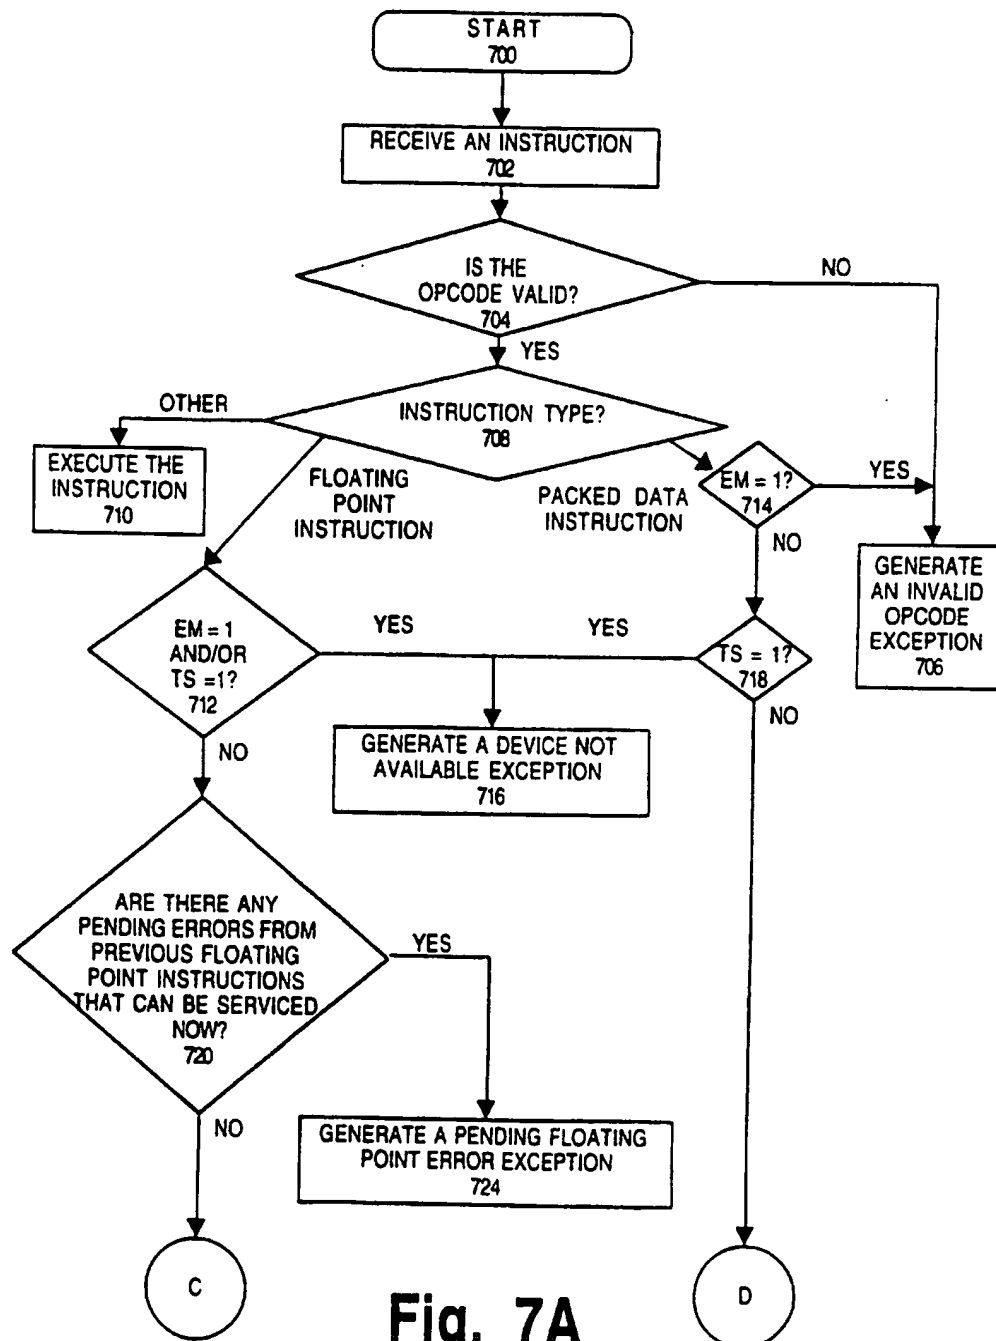 START
700
RECEIVE AN INSTRUCTION
702
IS THE
OPCODE VALID?
704
NO
YES
INSTRUCTION TYPE?
708
OTHER
EXECUTE THE
INSTRUCTION
710
FLOATING
POINT
INSTRUCTION
PACKED DATA
INSTRUCTION
EM = 1?
714
YES
NO
GENERATE
AN INVALID
OPCODE
EXCEPTION
706
EM = 1
AND/OR
TS =1?
712
YES
YES
TS = 1?
718
NO
NO
GENERATE A DEVICE NOT
AVAILABLE EXCEPTION
716
ARE THERE ANY
PENDING ERRORS FROM
PREVIOUS FLOATING
POINT INSTRUCTIONS
THAT CAN BE SERVICED
NOW?
720
YES
NO
GENERATE A PENDING FLOATING
POINT ERROR EXCEPTION
724
C
D
Fig. 7A